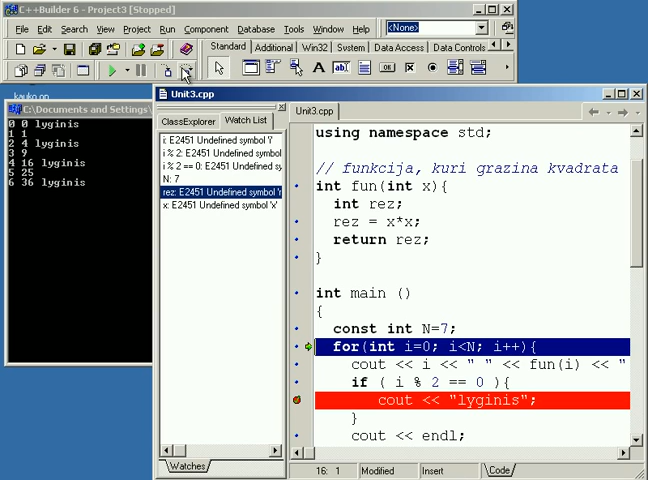 C++Builder 6 - Project3 [Stopped]
File Edit Search View Project Run Component Database Tools Window Help
<None>
Standard Additional Win32 System Data Access Data Controls
kauko.on
C:\Documents and Settings\
0 0 lyginis
1 1
2 4 lyginis
3 9
4 16 lyginis
5 25
6 36 lyginis
Unit3.cpp
ClassExplorer Watch List
i: E2451 Undefined symbol 'i'
i % 2: E2451 Undefined sy
i % 2 == 0: E2451 Undefined sy
N: 7
rez: E2451 Undefined symbol 'r
x: E2451 Undefined symbol 'x'
Watches
Unit3.cpp
using namespace std;
// funkcija, kuri grazina kvadrata
int fun(int x){
int rez;
rez = x*x;
return rez;
}
int main ()
{
const int N=7;
for(int i=0; i<N; i++){
cout << i << " " << fun(i) << "
if ( i % 2 == 0 ){
cout << "lyginis";
}
cout << endl;
16: 1 Modified Insert Code